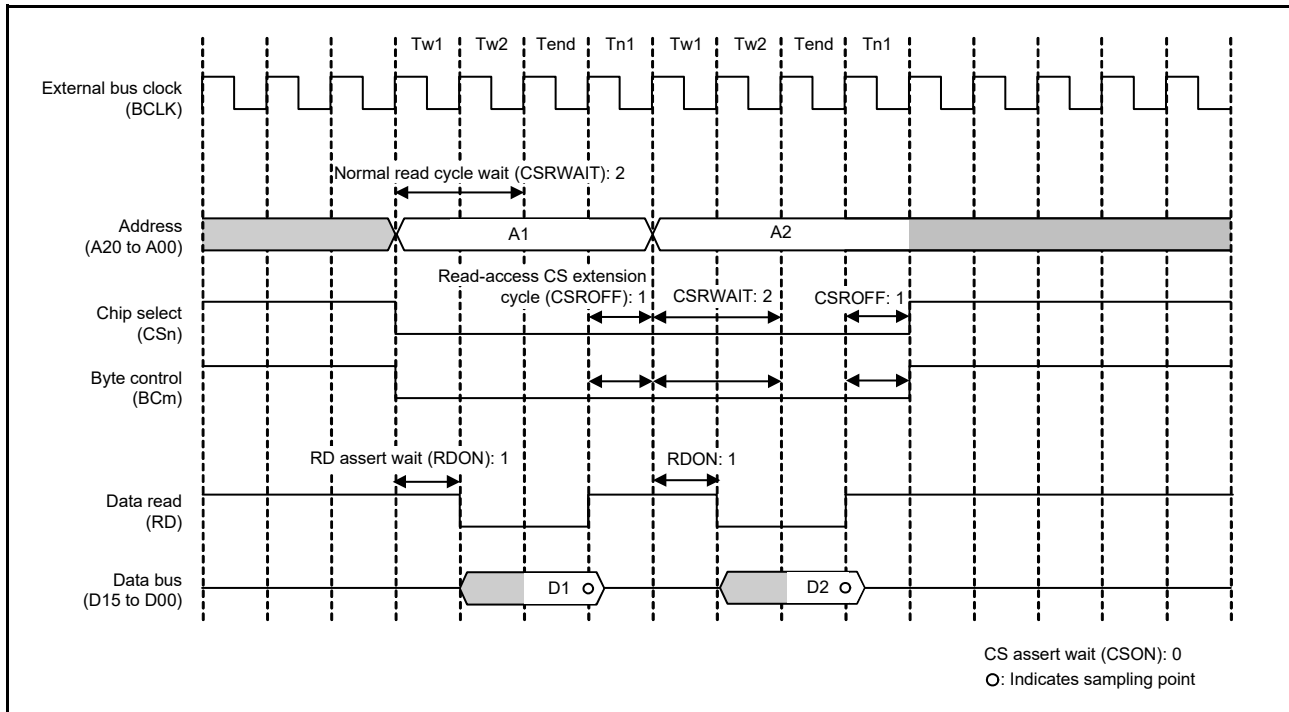 Tw1 Tw2 Tend Tn1 Tw1 Tw2 Tend Tn1
External bus clock
(BCLK)
Normal read cycle wait (CSRWAIT): 2
Address
(A20 to A00)
A1 A2
Read-access CS extension
cycle (CSROFF): 1
CSRWAIT: 2
CSROFF: 1
Chip select
(CSn)
Byte control
(BCm)
RD assert wait (RDON): 1
RDON: 1
Data read
(RD)
Data bus
(D15 to D00)
D1 D2
CS assert wait (CSON): 0
: Indicates sampling point